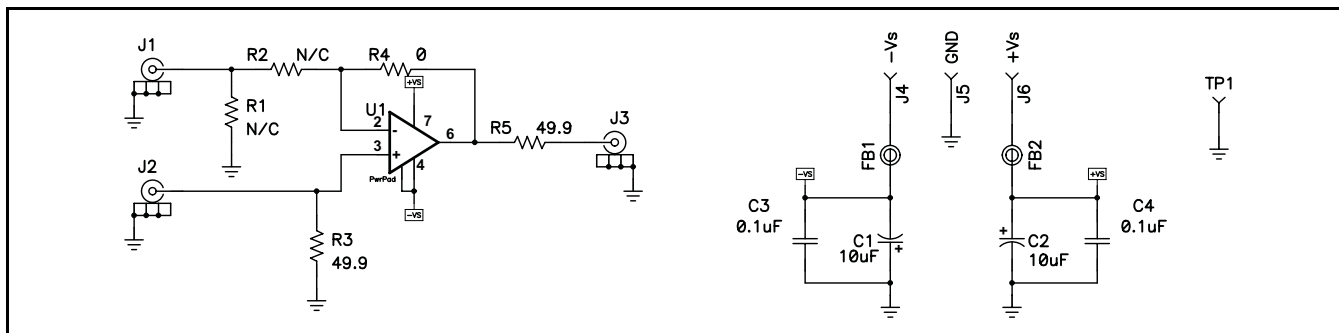 J1
R2 N/C R4 0
+VS
R1
N/C
U1
2 -
7
6
3 +
4
PwrPad
-VS
R5 49.9
J3
J2
R3
49.9
-Vs
J4
GND
J5
+Vs
J6
TP1
FB1
FB2
-VS
+VS
C3
0.1uF
C1
10uF
+
+
C2
10uF
C4
0.1uF